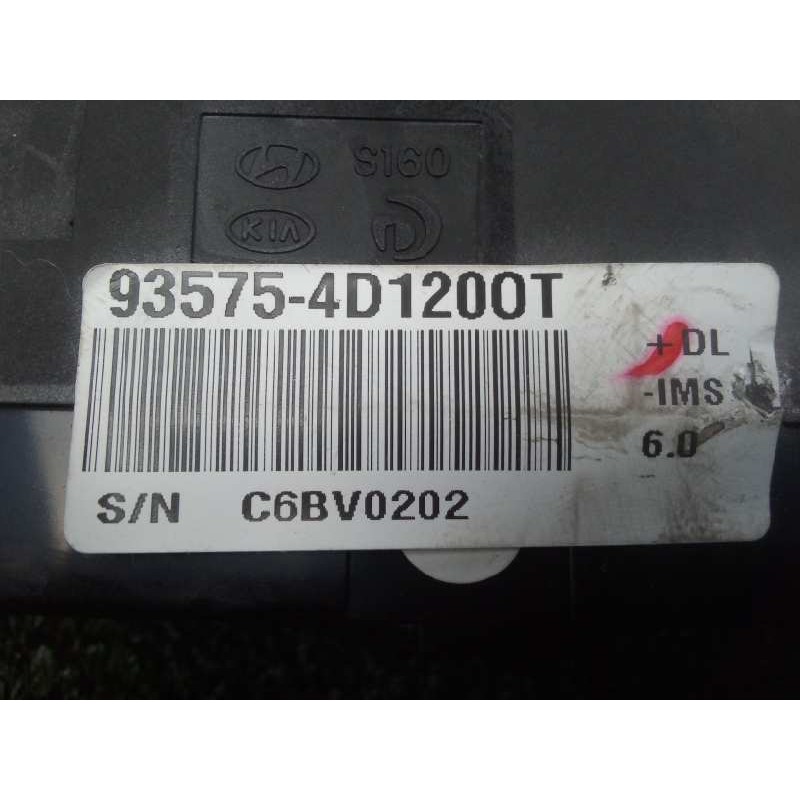 S160
KIA
93575-4D1200T
+DL
-IMS
6.0
S/N C6BV0202